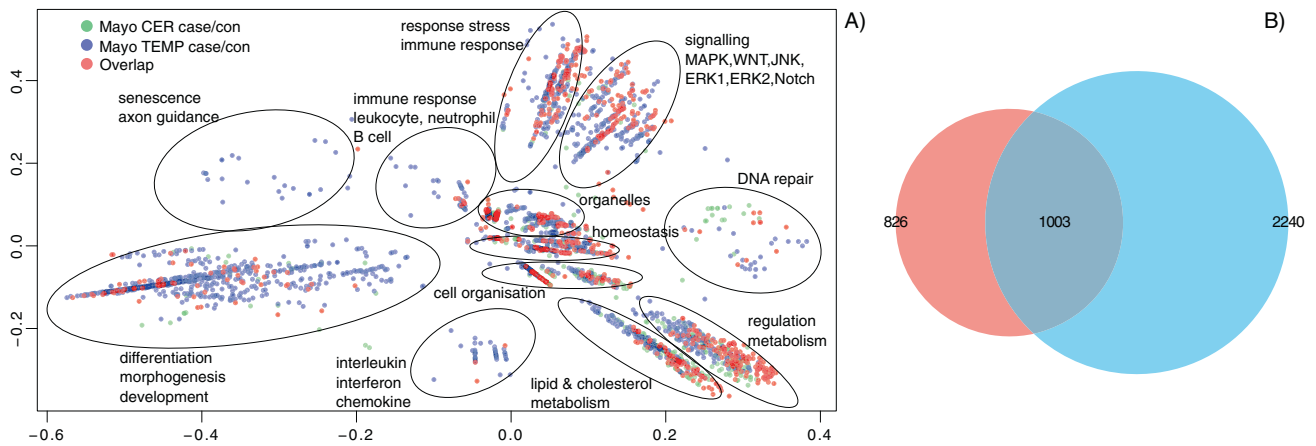 A)
Mayo CER case/con
Mayo TEMP case/con
Overlap
response stress
immune response
signalling
MAPK,WNT,JNK,
ERK1,ERK2,Notch
senescence
axon guidance
immune response
leukocyte, neutrophil
B cell
DNA repair
organelles
homeostasis
cell organisation
differentiation
morphogenesis
development
interleukin
interferon
chemokine
lipid & cholesterol
metabolism
regulation
metabolism
0.4
0.2
0.0
−0.2
−0.6
−0.4
−0.2
0.0
0.2
0.4
B)
826
1003
2240